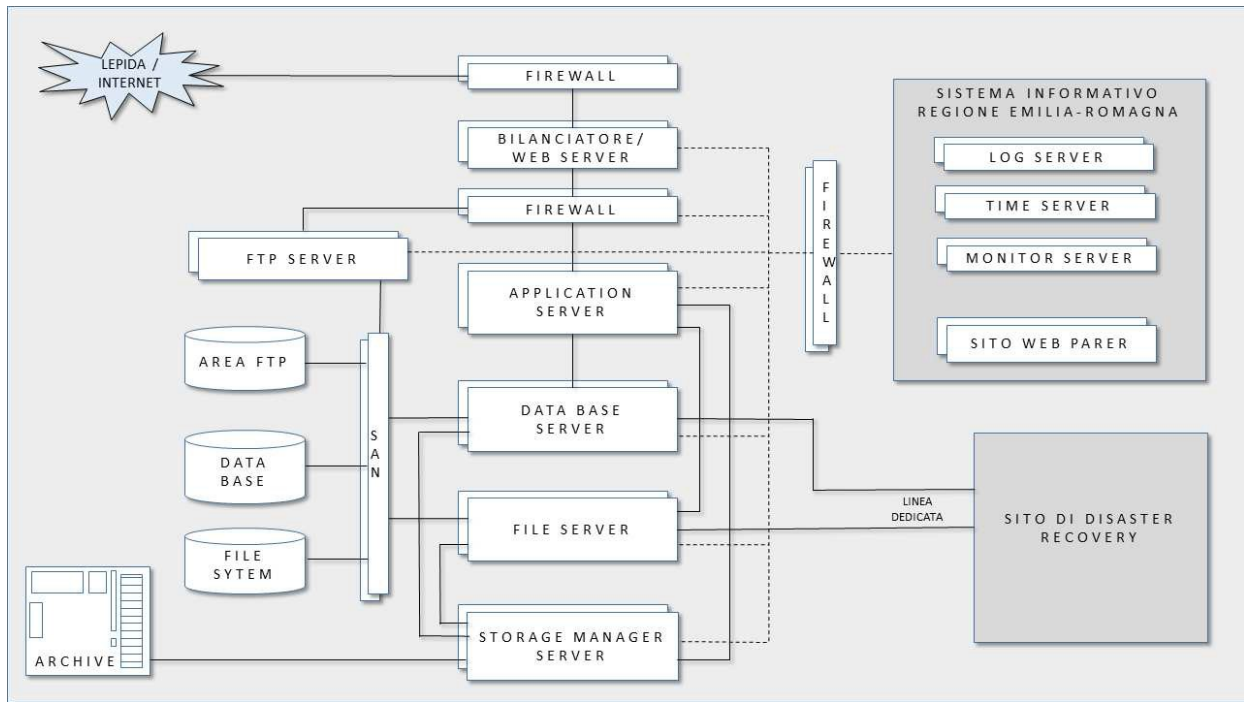 LEPIDA /
INTERNET
FIREWALL
SISTEMA INFORMATIVO
REGIONE EMILIA-ROMAGNA
BILANCIATORE/
WEB SERVER
LOG SERVER
FIREWALL
TIME SERVER
FIREWALL
FTP SERVER
MONITOR SERVER
APPLICATION
SERVER
SITO WEB PARER
AREA FTP
DATA BASE
SERVER
SAN
DATA
BASE
LINEA
DEDICATA
SITO DI DISASTER
RECOVERY
FILE SERVER
FILE
SYTEM
STORAGE MANAGER
SERVER
ARCHIVE